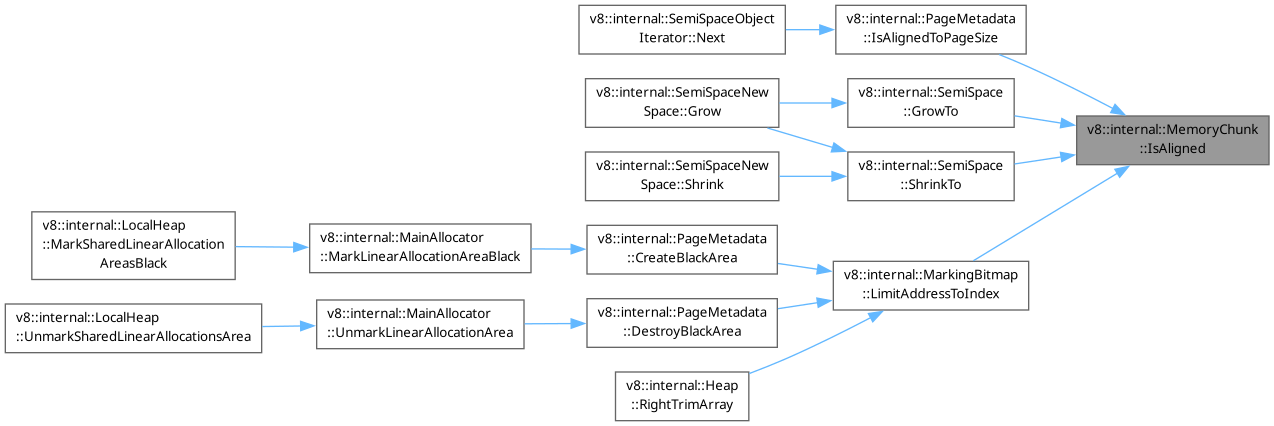 v8::internal::SemiSpaceObject
Iterator::Next
v8::internal::PageMetadata
::IsAlignedToPageSize
v8::internal::SemiSpaceNew
Space::Grow
v8::internal::SemiSpace
::GrowTo
v8::internal::MemoryChunk
::IsAligned
v8::internal::SemiSpaceNew
Space::Shrink
v8::internal::SemiSpace
::ShrinkTo
v8::internal::LocalHeap
::MarkSharedLinearAllocation
AreasBlack
v8::internal::MainAllocator
::MarkLinearAllocationAreaBlack
v8::internal::PageMetadata
::CreateBlackArea
v8::internal::MarkingBitmap
::LimitAddressToIndex
v8::internal::LocalHeap
::UnmarkSharedLinearAllocationsArea
v8::internal::MainAllocator
::UnmarkLinearAllocationArea
v8::internal::PageMetadata
::DestroyBlackArea
v8::internal::Heap
::RightTrimArray